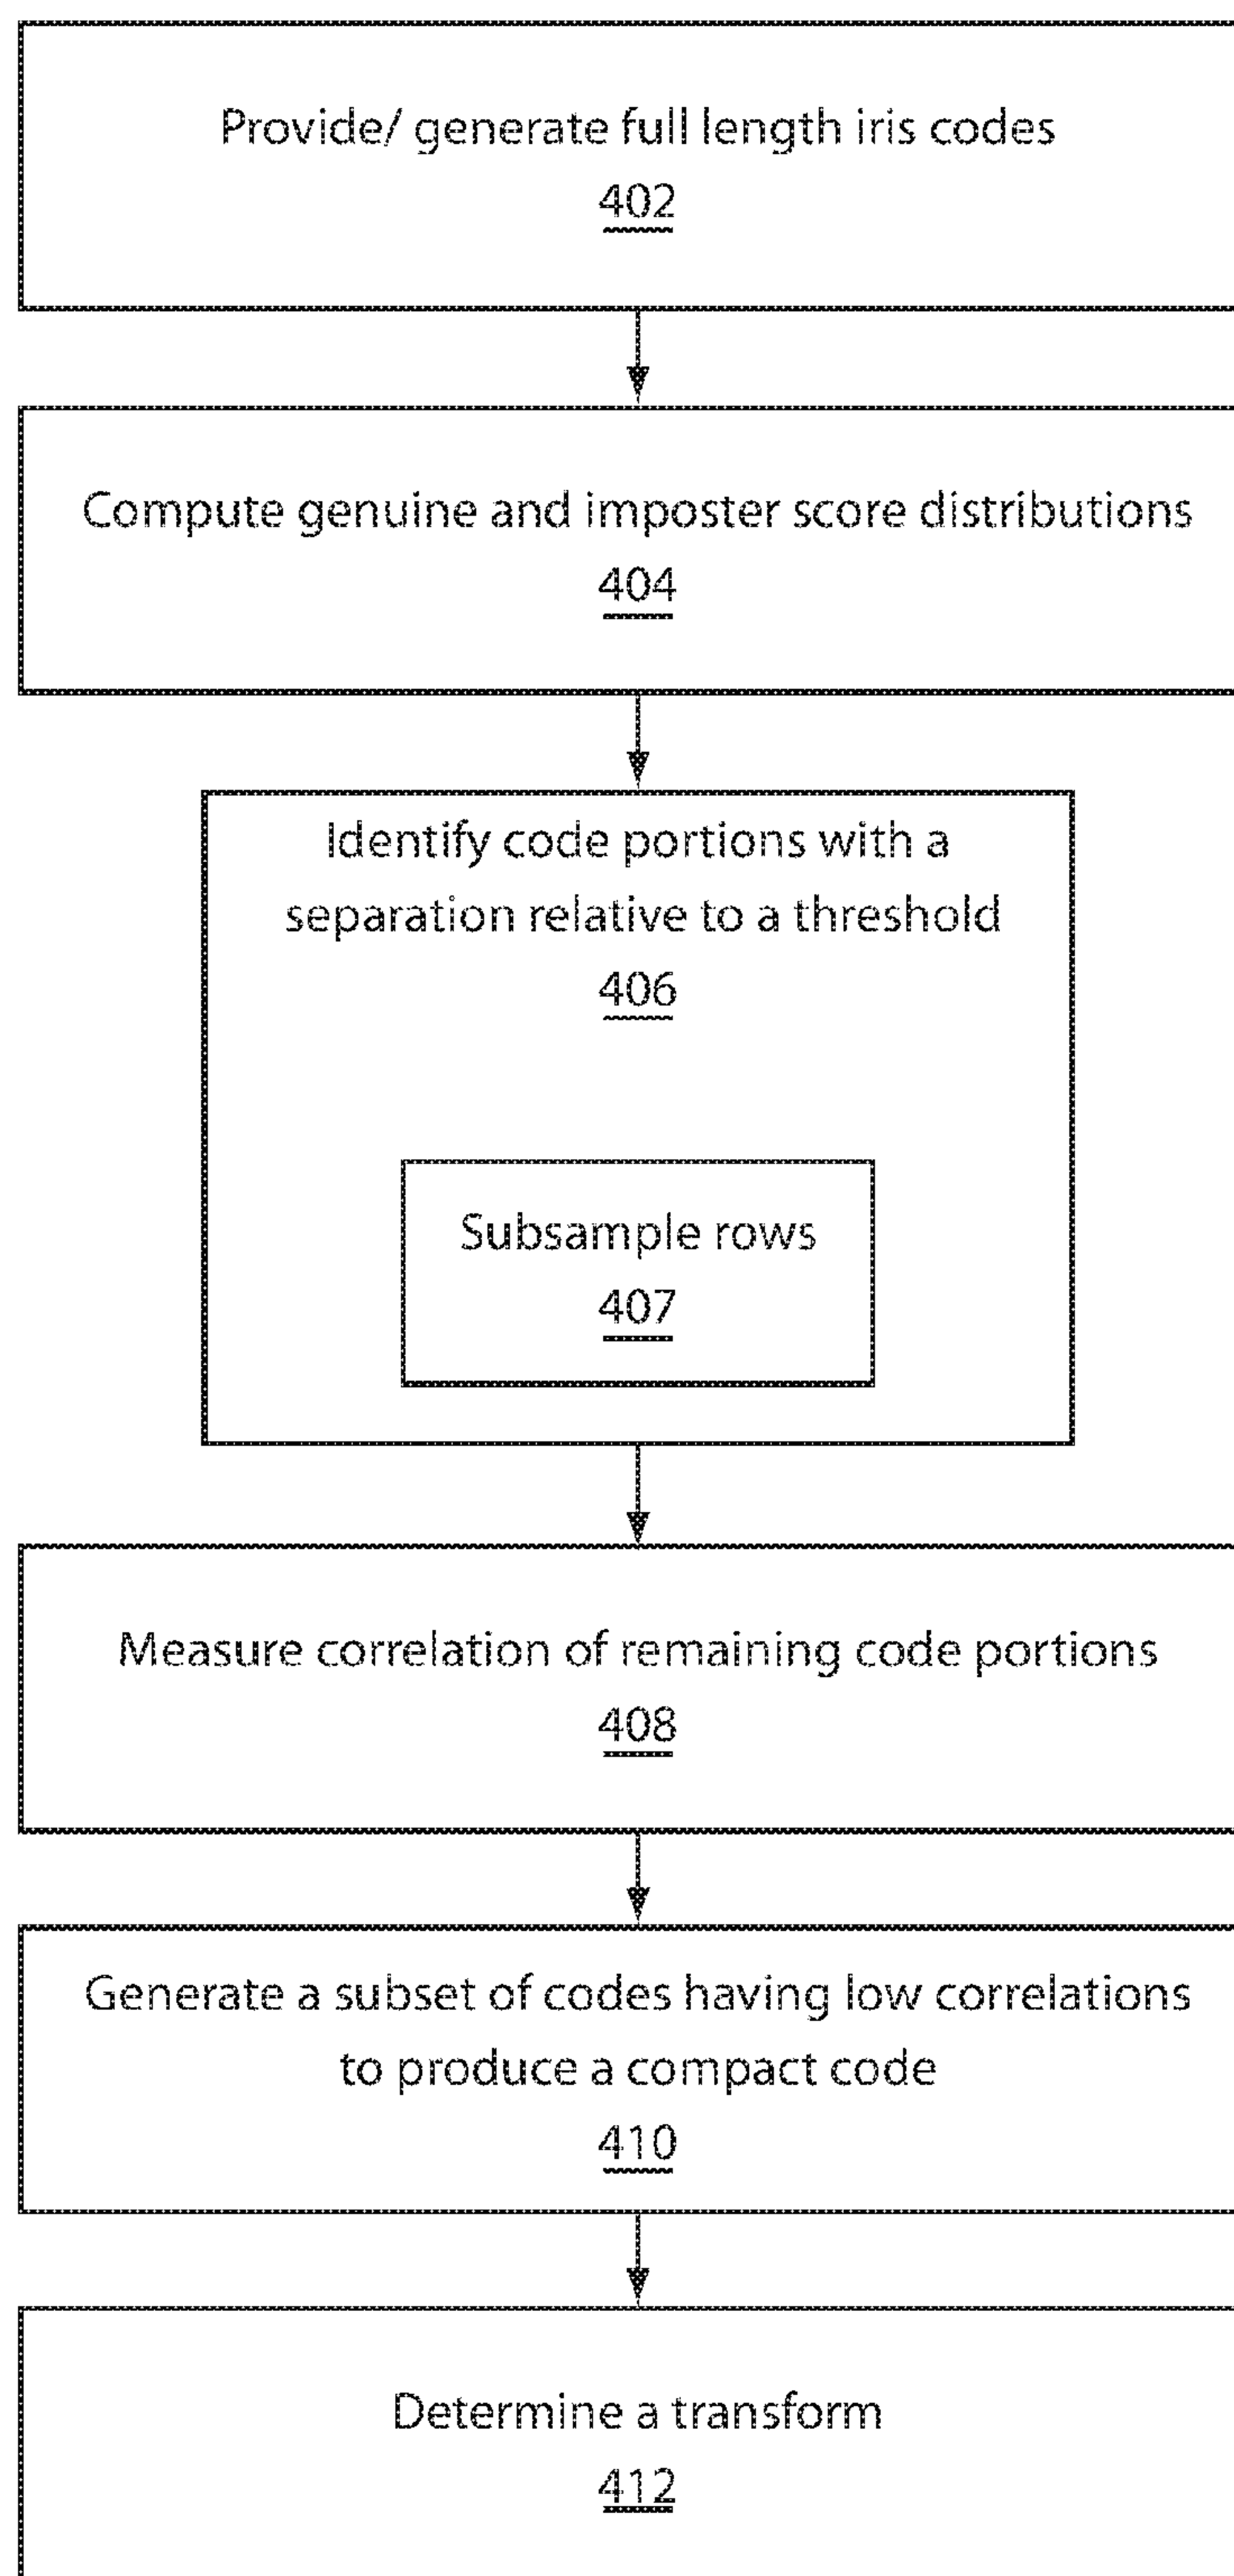 Provide/ generate full length iris codes
402
Compute genuine and imposter score distributions
404
Identify code portions with a
separation relative to a threshold
406
Subsample rows
407
Measure correlation of remaining code portions
408
Generate a subset of codes having low correlations
to produce a compact code
410
Determine a transform
412